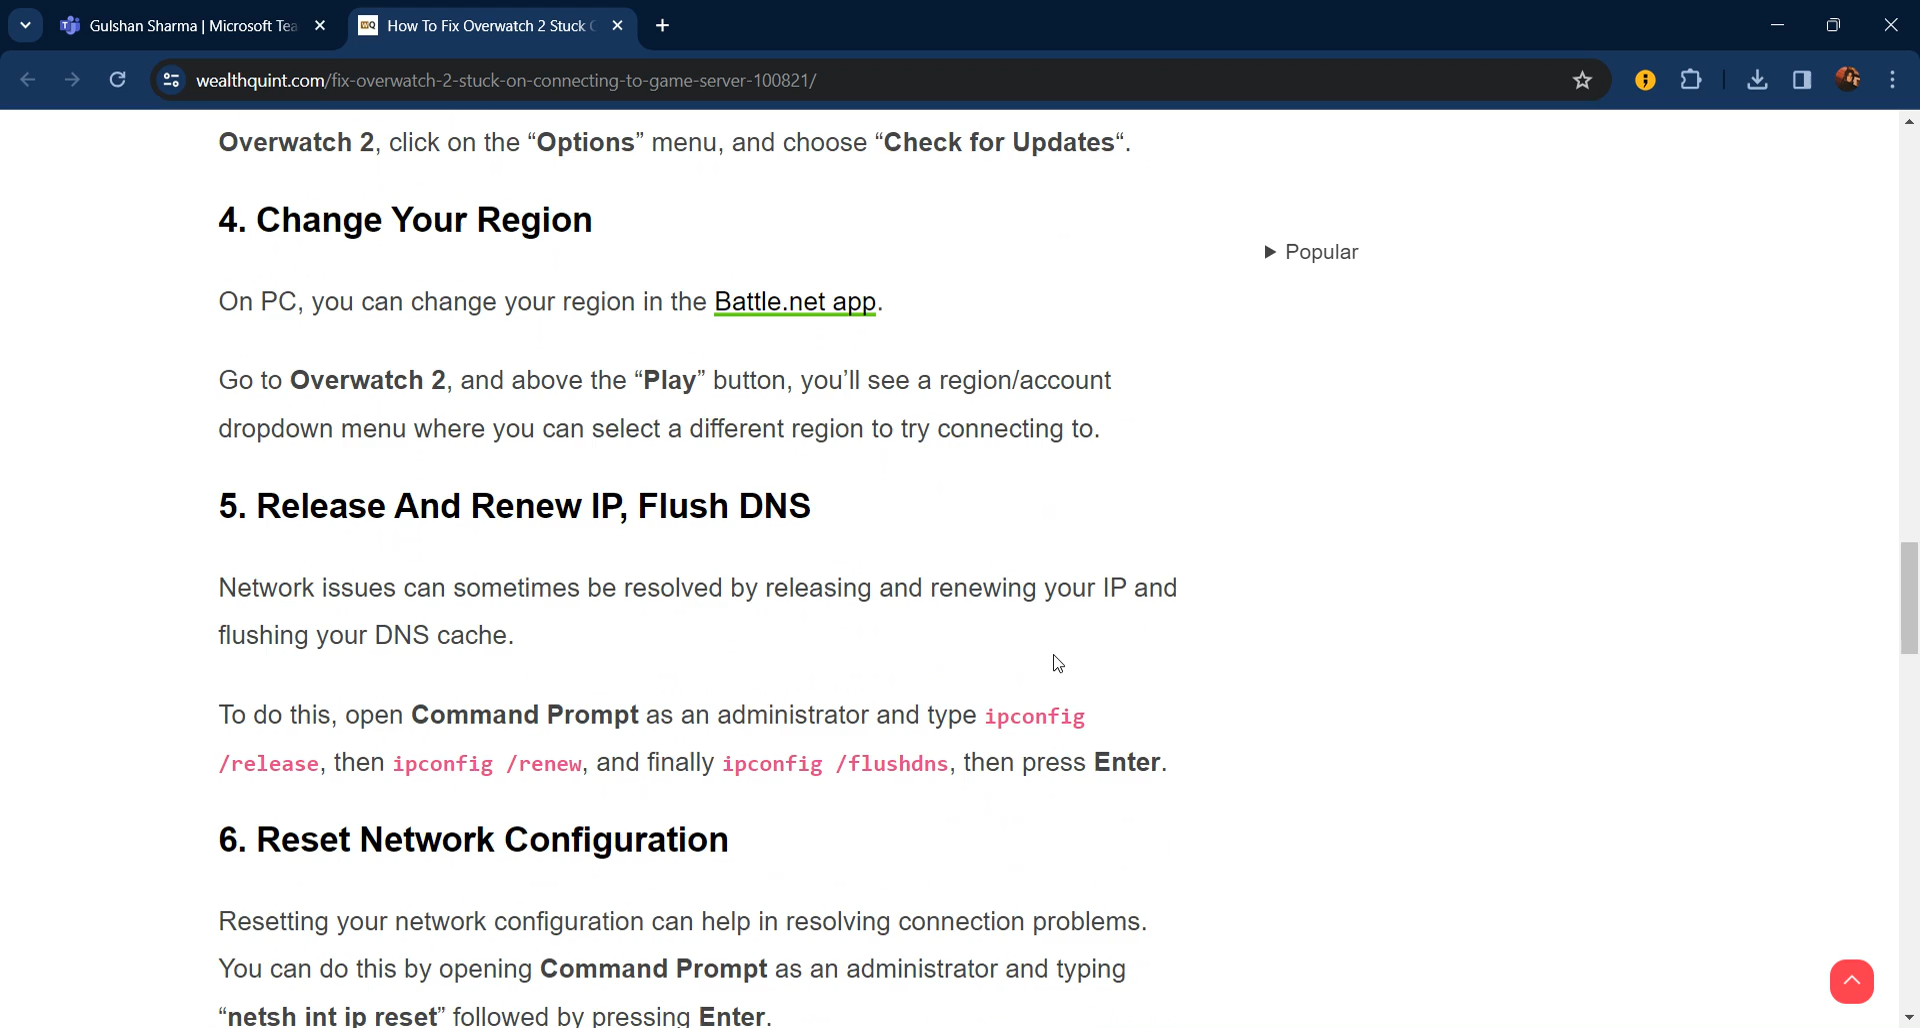 Gulshan Sharma | Microsoft Tea
WQ
How To Fix Overwatch 2 Stuck
wealthquint.com/fix-overwatch-2-stuck-on-connecting-to-game-server-100821/
Overwatch 2, click on the “Options” menu, and choose “Check for Updates“.
4. Change Your Region
Popular
On PC, you can change your region in the Battle.net app.
Go to Overwatch 2, and above the “Play” button, you’ll see a region/account
dropdown menu where you can select a different region to try connecting to.
5. Release And Renew IP, Flush DNS
Network issues can sometimes be resolved by releasing and renewing your IP and
flushing your DNS cache.
To do this, open Command Prompt as an administrator and type ipconfig
/release, then ipconfig /renew, and finally ipconfig /flushdns, then press Enter.
6. Reset Network Configuration
Resetting your network configuration can help in resolving connection problems.
You can do this by opening Command Prompt as an administrator and typing
“netsh int ip reset” followed by pressing Enter.